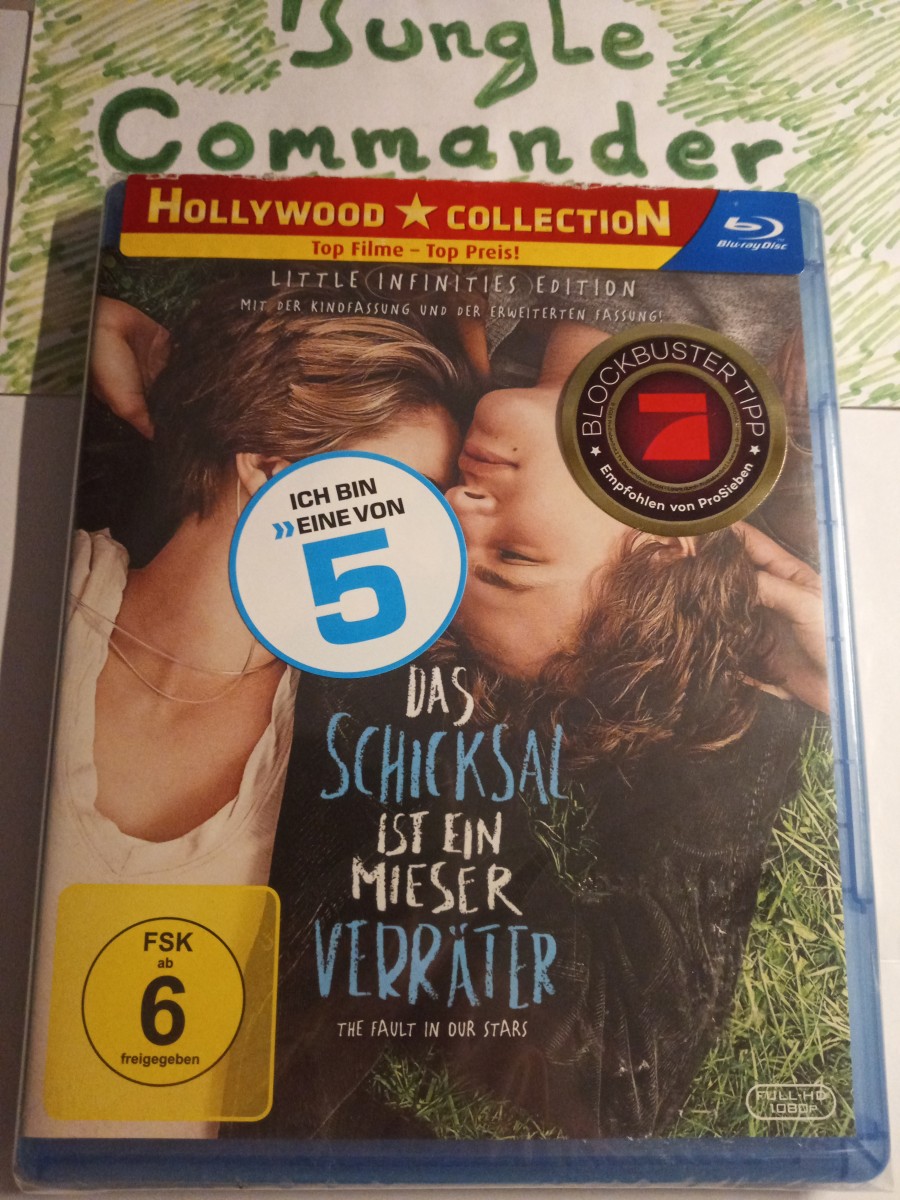 Jungle
Commander
HOLLYWOOD ★ COLLECTION
Blu-ray Disc
Top Filme – Top Preis!
LITTLE INFINITIES EDITION
MIT DER KINOFASSUNG UND DER ERWEITERTEN FASSUNG!
BLOCKBUSTER TIPP
7
★ Empfohlen von ProSieben ★
ICH BIN
» EINE VON
5
DAS
SCHICKSAL
IST EIN
MIESER
VERRÄTER
THE FAULT IN OUR STARS
FSK
ab
6
freigegeben
FULL-HD
1080P